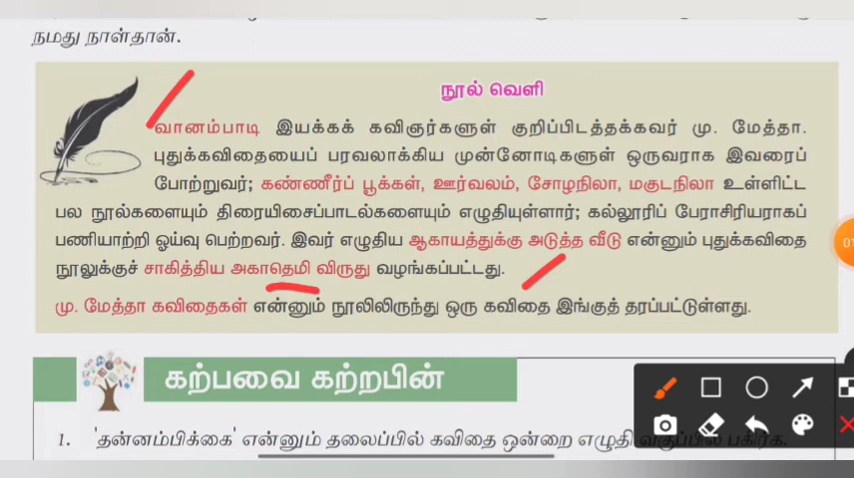 நமது நாள்தான்.
நூல் வெளி
வானம்பாடி இயக்கக் கவிஞர்களுள் குறிப்பிடத்தக்கவர் மு. மேத்தா.
புதுக்கவிதையைப் பரவலாக்கிய முன்னோடிகளுள் ஒருவராக இவரைப்
போற்றுவர்; கண்ணீர்ப் பூக்கள், ஊர்வலம், சோழநிலா, மகுடநிலா உள்ளிட்ட
பல நூல்களையும் திரையிசைப்பாடல்களையும் எழுதியுள்ளார்; கல்லூரிப் பேராசிரியராகப்
பணியாற்றி ஓய்வு பெற்றவர். இவர் எழுதிய ஆகாயத்துக்கு அடுத்த வீடு என்னும் புதுக்கவிதை
நூலுக்குச் சாகித்திய அகாதெமி விருது வழங்கப்பட்டது.
மு. மேத்தா கவிதைகள் என்னும் நூலிலிருந்து ஒரு கவிதை இங்குத் தரப்பட்டுள்ளது.
கற்பவை கற்றபின்
1. 'தன்னம்பிக்கை' என்னும் தலைப்பில் கவிதை ஒன்றை எழுதி வகுப்பில் பகிர்க.